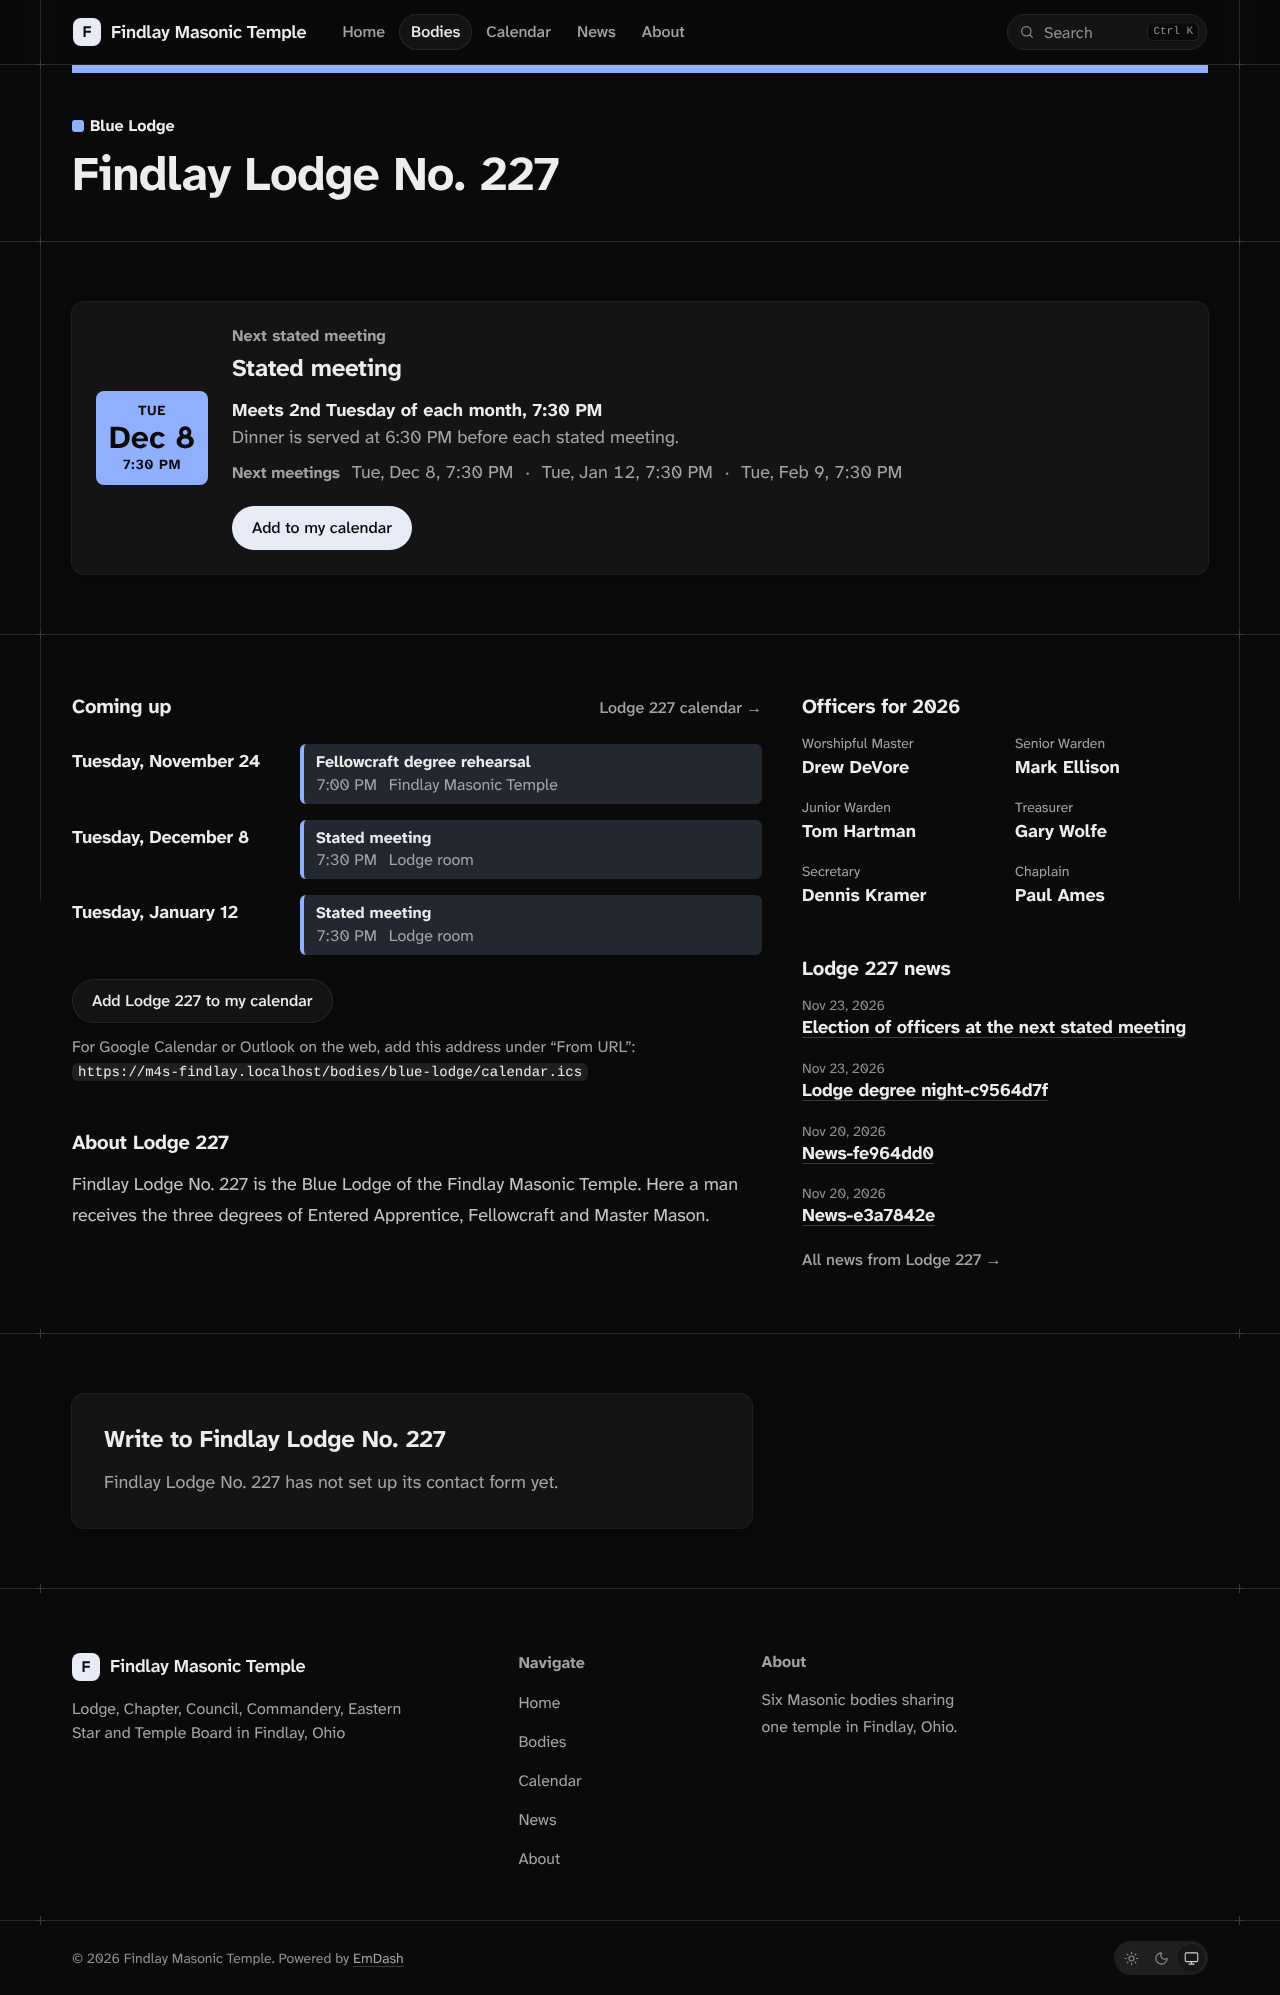 F Findlay Masonic Temple Home Bodies Calendar News About Search Ctrl K
Blue Lodge
Findlay Lodge No. 227
Next stated meeting
Stated meeting
TUE
Dec 8
7:30 PM
Meets 2nd Tuesday of each month, 7:30 PM
Dinner is served at 6:30 PM before each stated meeting.
Next meetings Tue, Dec 8, 7:30 PM · Tue, Jan 12, 7:30 PM · Tue, Feb 9, 7:30 PM
Add to my calendar
Coming up
Lodge 227 calendar →
Tuesday, November 24
Fellowcraft degree rehearsal
7:00 PM Findlay Masonic Temple
Tuesday, December 8
Stated meeting
7:30 PM Lodge room
Tuesday, January 12
Stated meeting
7:30 PM Lodge room
Add Lodge 227 to my calendar
For Google Calendar or Outlook on the web, add this address under “From URL”:
https://m4s-findlay.localhost/bodies/blue-lodge/calendar.ics
About Lodge 227
Findlay Lodge No. 227 is the Blue Lodge of the Findlay Masonic Temple. Here a man
receives the three degrees of Entered Apprentice, Fellowcraft and Master Mason.
Officers for 2026
Worshipful Master
Drew DeVore
Senior Warden
Mark Ellison
Junior Warden
Tom Hartman
Treasurer
Gary Wolfe
Secretary
Dennis Kramer
Chaplain
Paul Ames
Lodge 227 news
Nov 23, 2026
Election of officers at the next stated meeting
Nov 23, 2026
Lodge degree night-c9564d7f
Nov 20, 2026
News-fe964dd0
Nov 20, 2026
News-e3a7842e
All news from Lodge 227 →
Write to Findlay Lodge No. 227
Findlay Lodge No. 227 has not set up its contact form yet.
F Findlay Masonic Temple
Lodge, Chapter, Council, Commandery, Eastern
Star and Temple Board in Findlay, Ohio
Navigate
Home
Bodies
Calendar
News
About
About
Six Masonic bodies sharing
one temple in Findlay, Ohio.
© 2026 Findlay Masonic Temple. Powered by EmDash